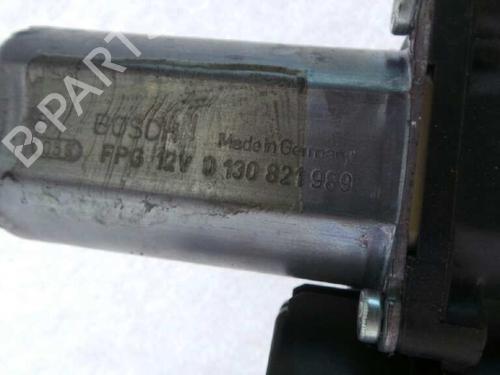 B-PARTS
BOSCH
Made in Germany
FPG 12V 0 130 821 989